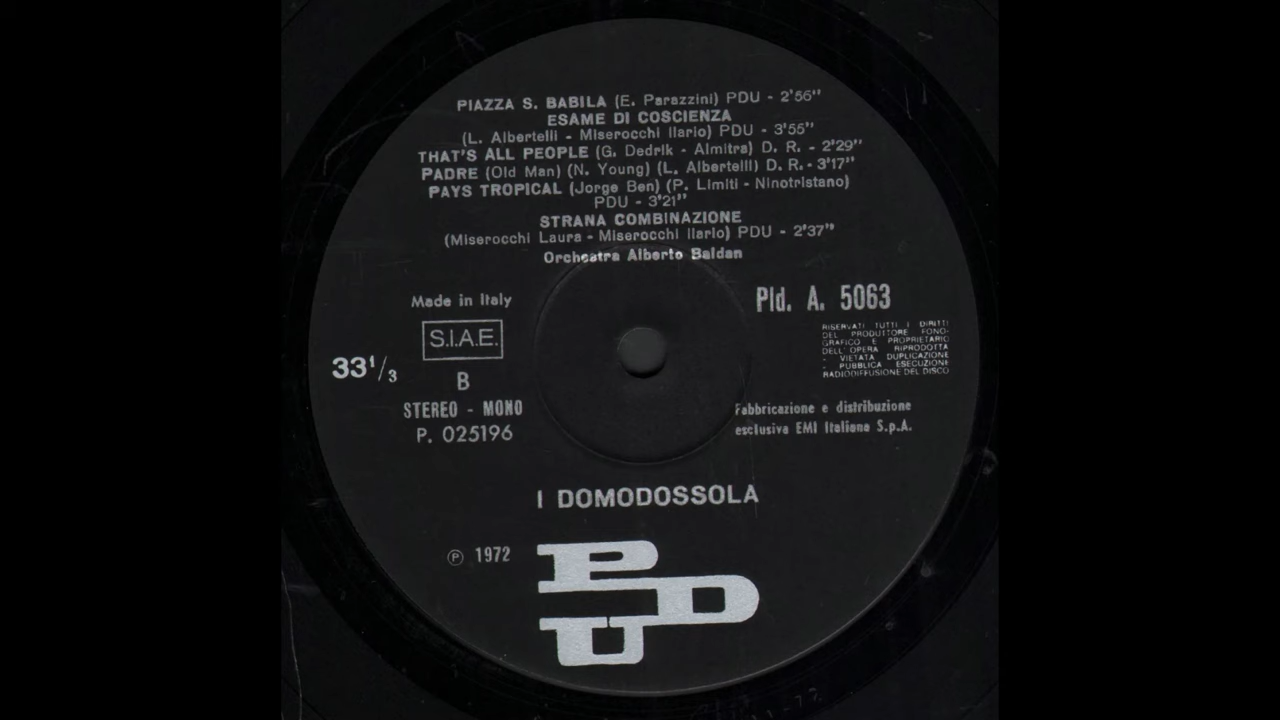 PIAZZA S. BABILA (E. Parazzini) PDU - 2'56"
ESAME DI COSCIENZA
(L. Albertelli - Miserocchi Ilario) PDU - 3'55"
THAT'S ALL PEOPLE (G. Dedrik - Almitra) D. R. - 2'29"
PADRE (Old Man) (N. Young) (L. Albertelli) D. R. - 3'17"
PAYS TROPICAL (Jorge Ben) (P. Limiti - Ninotristano)
PDU - 3'21"
STRANA COMBINAZIONE
(Miserocchi Laura - Miserocchi Ilario) PDU - 2'37"
Orchestra Alberto Baldan
Made in Italy
S.I.A.E.
33 1/3
B
STEREO - MONO
P. 025196
Pld. A. 5063
RISERVATI TUTTI I DIRITTI
DEL PRODUTTORE FONO-
GRAFICO E PROPRIETARIO
DELL'OPERA RIPRODOTTA
- VIETATA DUPLICAZIONE
- PUBBLICA ESECUZIONE
RADIODIFFUSIONE DEL DISCO
Fabbricazione e distribuzione
esclusiva EMI Italiana S.p.A.
I DOMODOSSOLA
℗ 1972
PDU